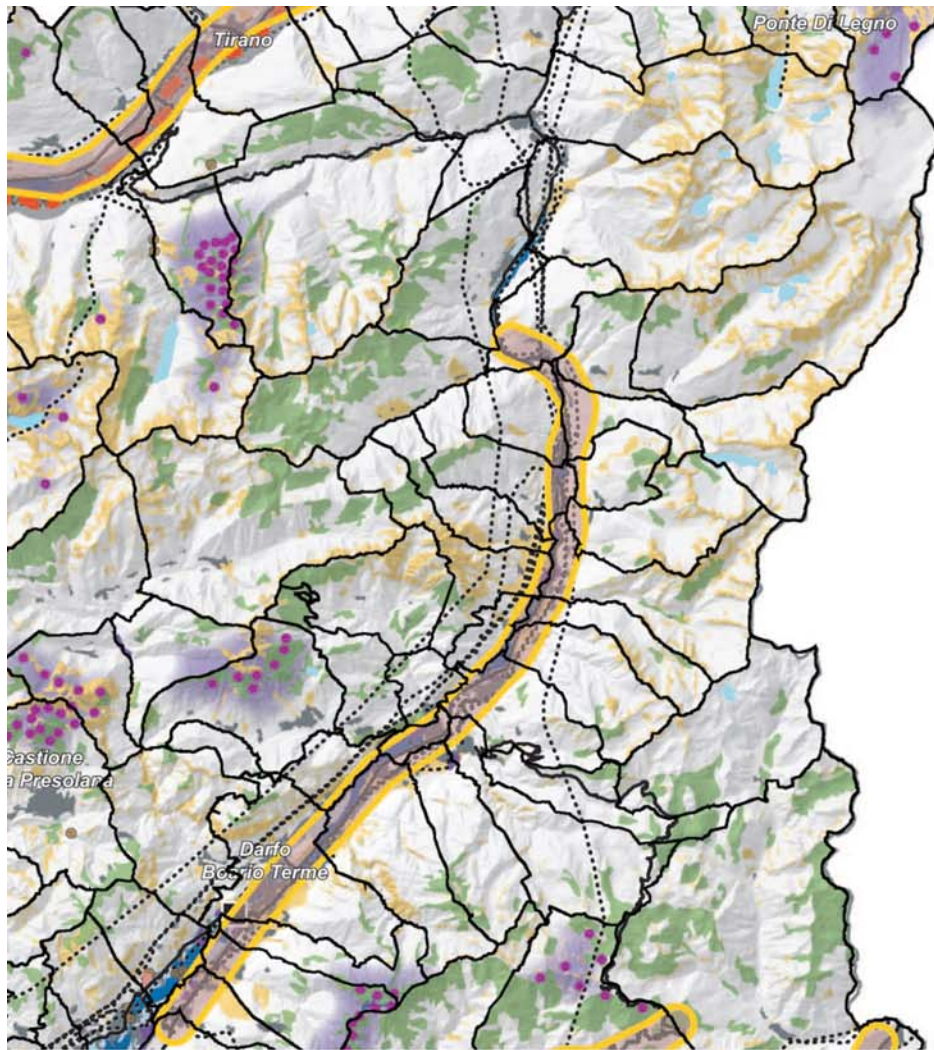 Ponte Di Legno
Tirano
Castione
a Presolana
Darfo
Boario Terme